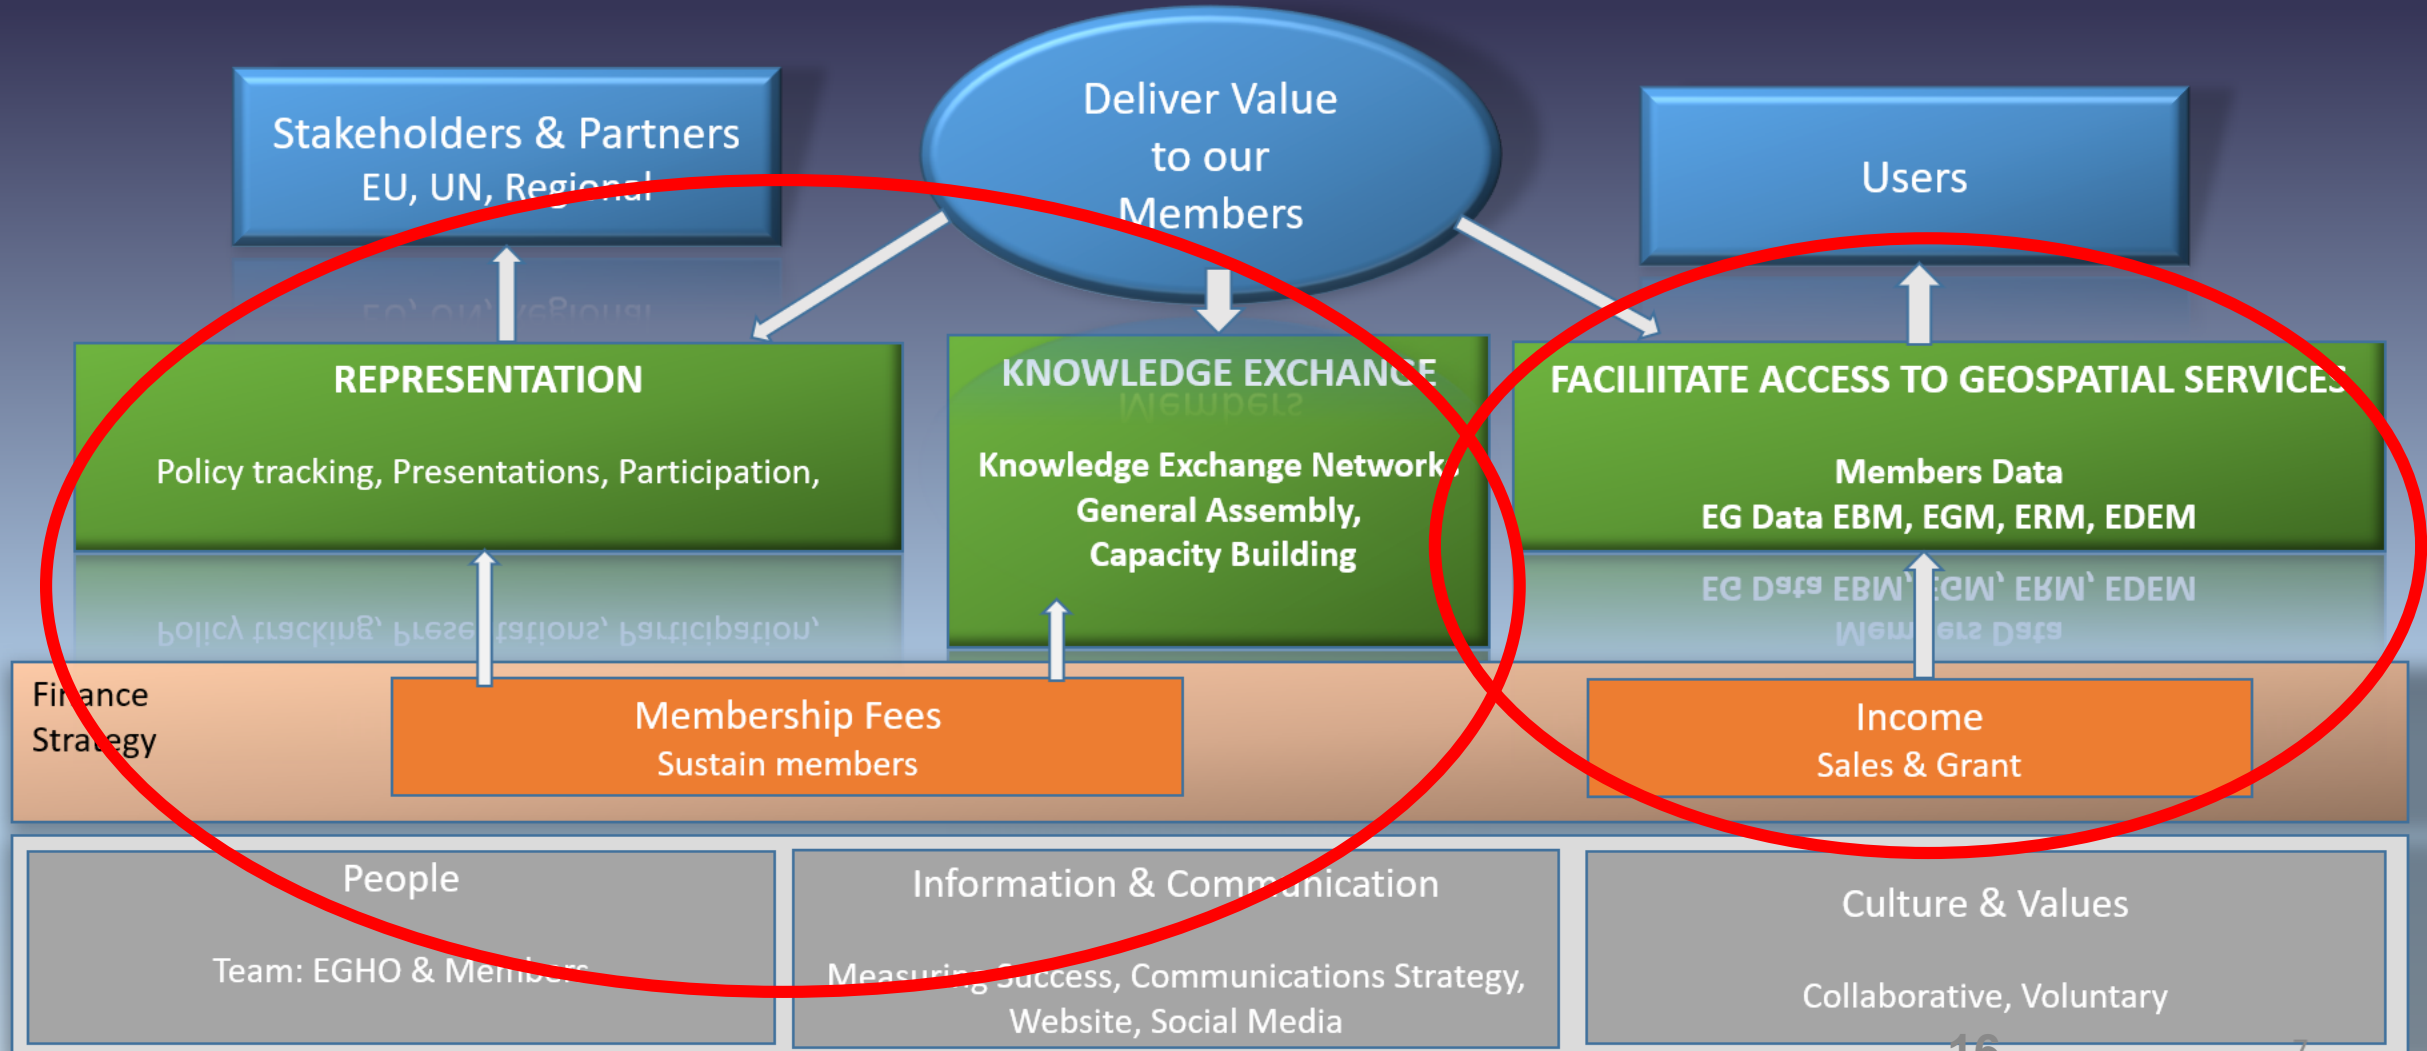 Deliver Value
to our
Members
Stakeholders & Partners
EU, UN, Regional
Users
REPRESENTATION
Policy tracking, Presentations, Participation,
KNOWLEDGE EXCHANGE
Knowledge Exchange Networks
General Assembly,
Capacity Building
FACILIITATE ACCESS TO GEOSPATIAL SERVICES
Members Data
EG Data EBM, EGM, ERM, EDEM
Finance
Strategy
Membership Fees
Sustain members
Income
Sales & Grant
People
Team: EGHO & Members
Information & Communication
Measuring Success, Communications Strategy,
Website, Social Media
Culture & Values
Collaborative, Voluntary
16